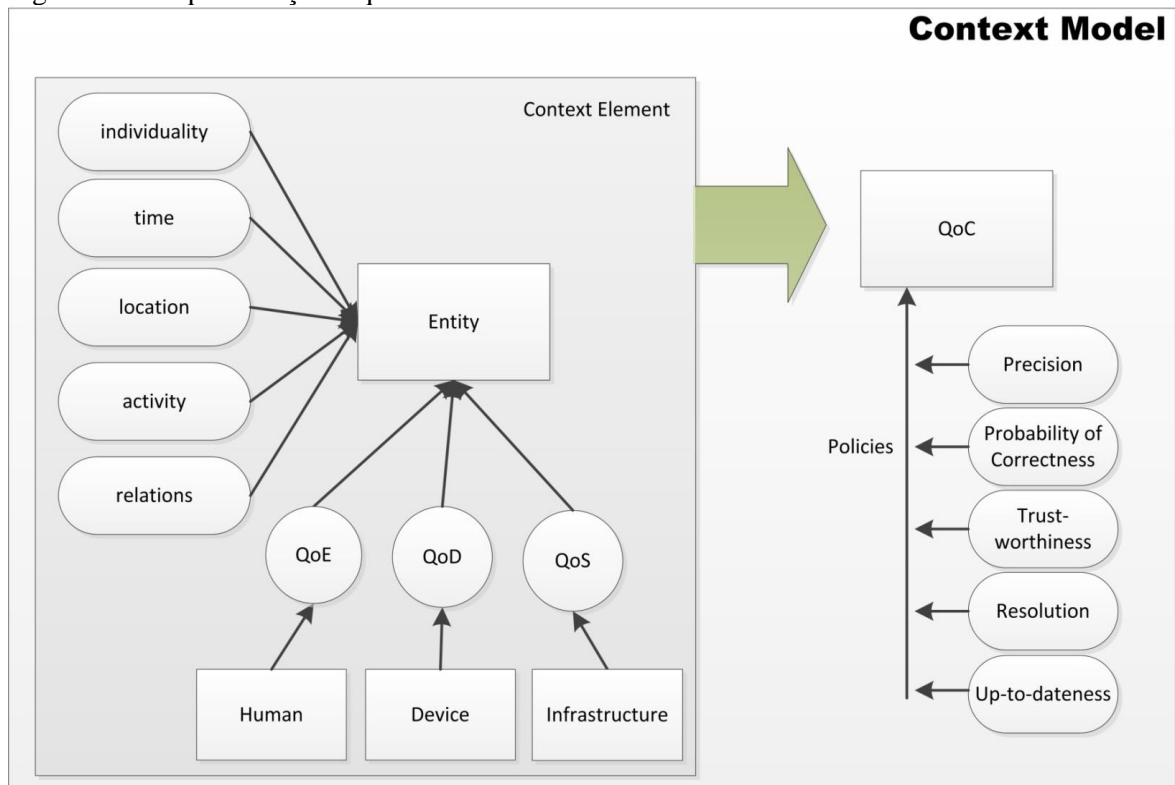 Context Model
Context Element
individuality
time
location
activity
relations
Entity
QoE
QoD
QoS
Human
Device
Infrastructure
QoC
Policies
Precision
Probability of
Correctness
Trust-
worthiness
Resolution
Up-to-dateness